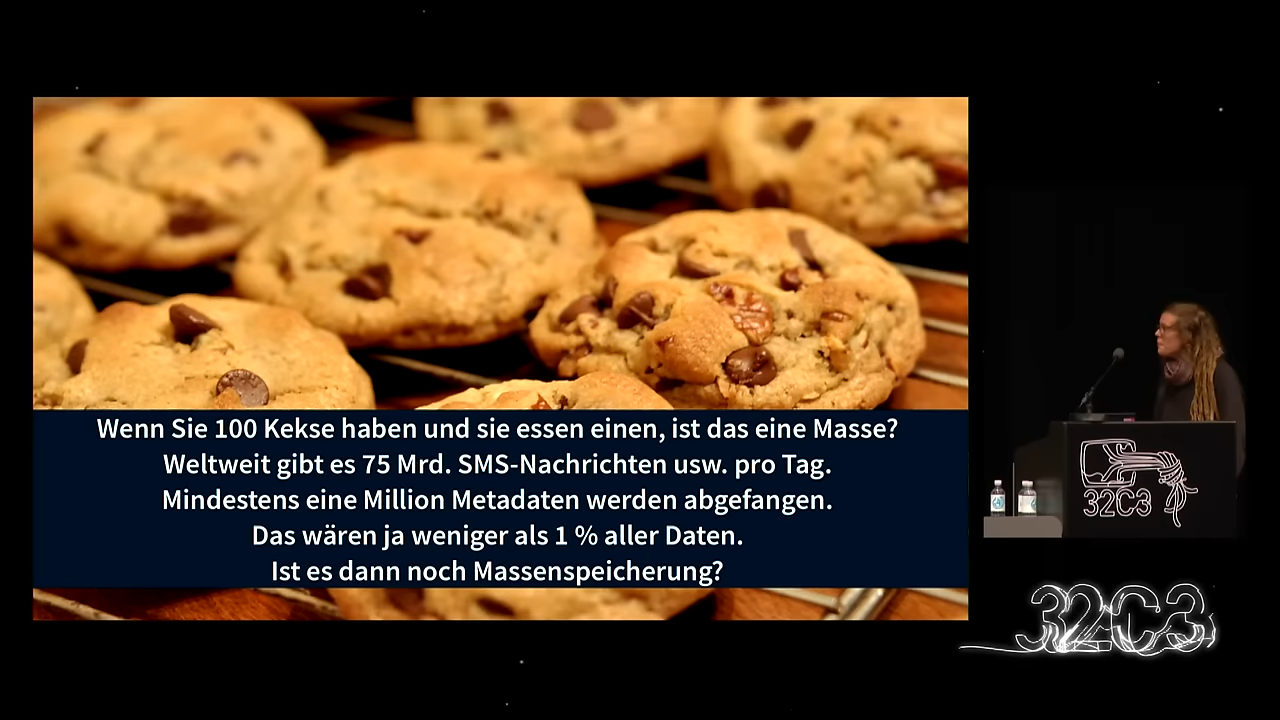 Wenn Sie 100 Kekse haben und sie essen einen, ist das eine Masse?
Weltweit gibt es 75 Mrd. SMS-Nachrichten usw. pro Tag.
Mindestens eine Million Metadaten werden abgefangen.
Das wären ja weniger als 1 % aller Daten.
Ist es dann noch Massenspeicherung?
32C3
32C3